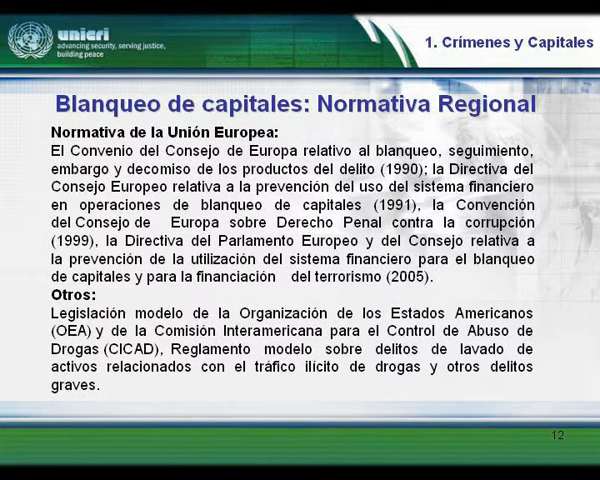 unicri
advancing security, serving justice,
building peace
1. Crímenes y Capitales
Blanqueo de capitales: Normativa Regional
Normativa de la Unión Europea:
El Convenio del Consejo de Europa relativo al blanqueo, seguimiento,
embargo y decomiso de los productos del delito (1990); la Directiva del
Consejo Europeo relativa a la prevención del uso del sistema financiero
en operaciones de blanqueo de capitales (1991), la Convención
del Consejo de Europa sobre Derecho Penal contra la corrupción
(1999), la Directiva del Parlamento Europeo y del Consejo relativa a
la prevención de la utilización del sistema financiero para el blanqueo
de capitales y para la financiación del terrorismo (2005).
Otros:
Legislación modelo de la Organización de los Estados Americanos
(OEA) y de la Comisión Interamericana para el Control de Abuso de
Drogas (CICAD), Reglamento modelo sobre delitos de lavado de
activos relacionados con el tráfico ilícito de drogas y otros delitos
graves.
12